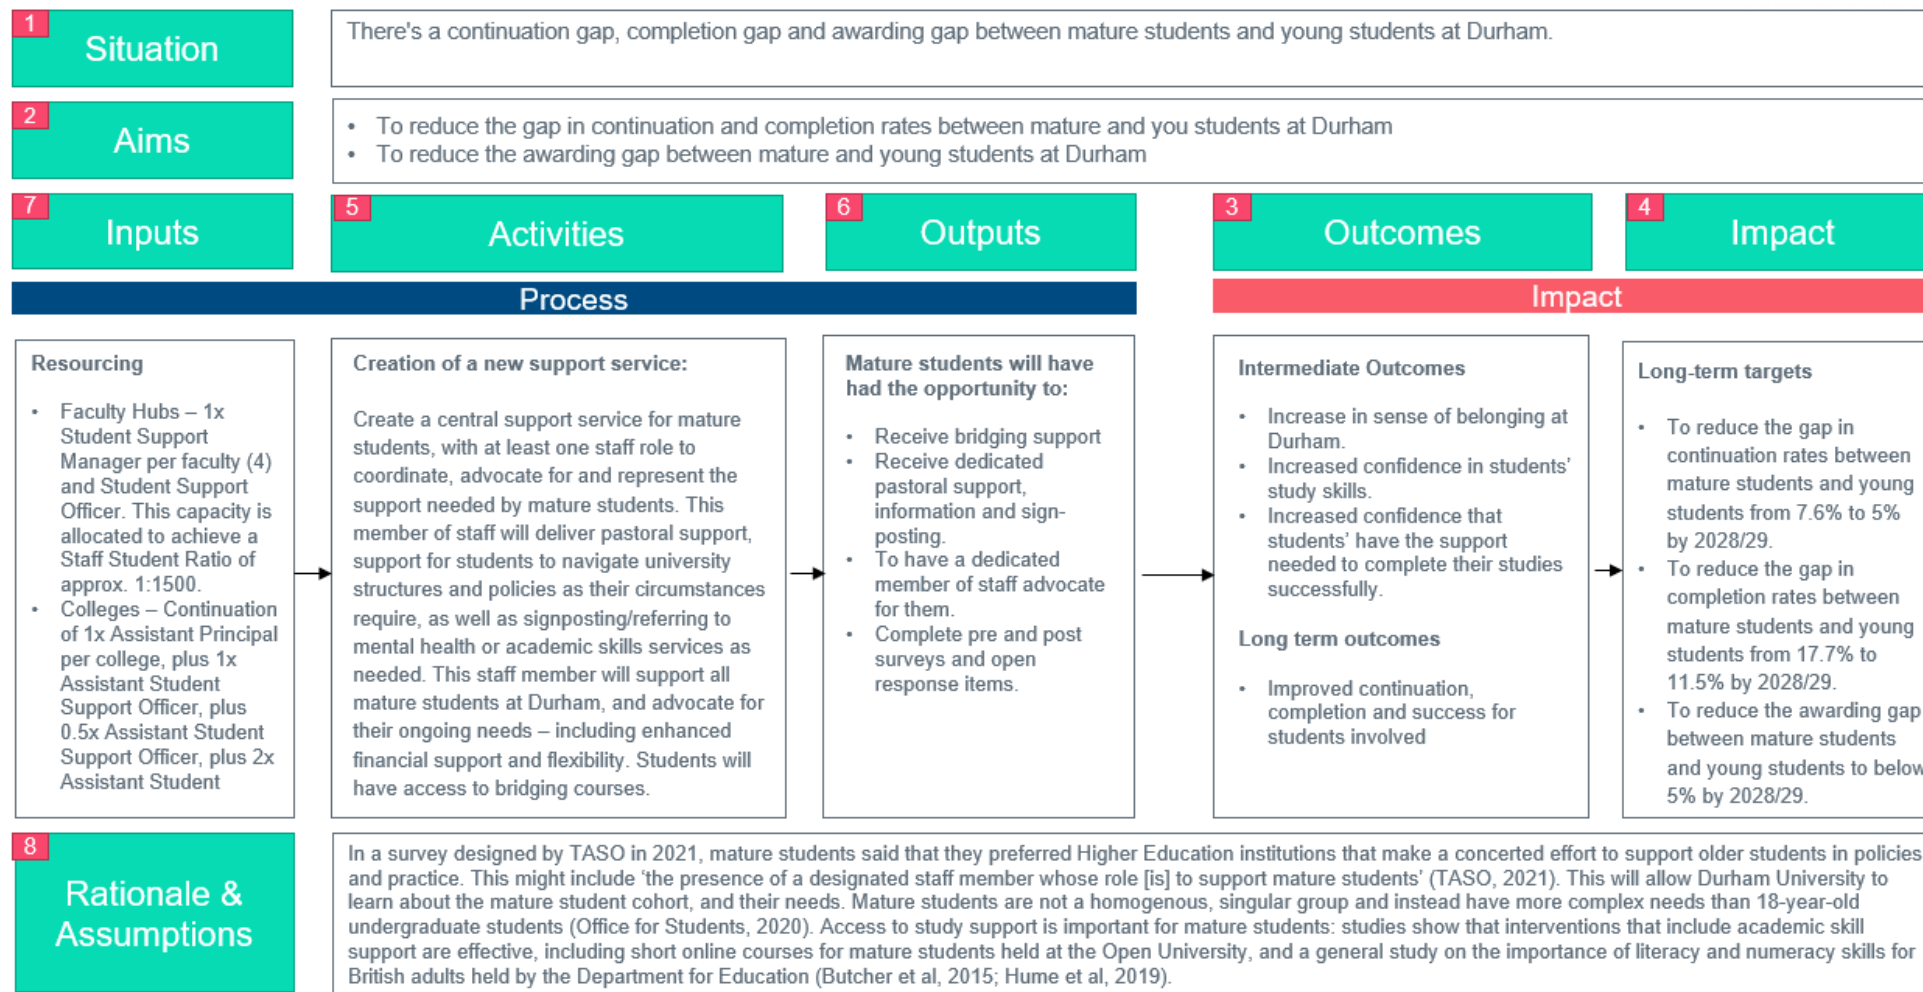 1
Situation
There's a continuation gap, completion gap and awarding gap between mature students and young students at Durham.
2
Aims
• To reduce the gap in continuation and completion rates between mature and you students at Durham
• To reduce the awarding gap between mature and young students at Durham
7
Inputs
5
Activities
6
Outputs
3
Outcomes
4
Impact
Process
Impact
Resourcing
• Faculty Hubs – 1x
Student Support
Manager per faculty (4)
and Student Support
Officer. This capacity is
allocated to achieve a
Staff Student Ratio of
approx. 1:1500.
• Colleges – Continuation
of 1x Assistant Principal
per college, plus 1x
Assistant Student
Support Officer, plus
0.5x Assistant Student
Support Officer, plus 2x
Assistant Student
Creation of a new support service:
Create a central support service for mature
students, with at least one staff role to
coordinate, advocate for and represent the
support needed by mature students. This
member of staff will deliver pastoral support,
support for students to navigate university
structures and policies as their circumstances
require, as well as signposting/referring to
mental health or academic skills services as
needed. This staff member will support all
mature students at Durham, and advocate for
their ongoing needs – including enhanced
financial support and flexibility. Students will
have access to bridging courses.
Mature students will have
had the opportunity to:
• Receive bridging support
• Receive dedicated
pastoral support,
information and sign-
posting.
• To have a dedicated
member of staff advocate
for them.
• Complete pre and post
surveys and open
response items.
Intermediate Outcomes
• Increase in sense of belonging at
Durham.
• Increased confidence in students'
study skills.
• Increased confidence that
students' have the support
needed to complete their studies
successfully.
Long term outcomes
• Improved continuation,
completion and success for
students involved
Long-term targets
• To reduce the gap in
continuation rates between
mature students and young
students from 7.6% to 5%
by 2028/29.
• To reduce the gap in
completion rates between
mature students and young
students from 17.7% to
11.5% by 2028/29.
• To reduce the awarding gap
between mature students
and young students to below
5% by 2028/29.
8
Rationale &
Assumptions
In a survey designed by TASO in 2021, mature students said that they preferred Higher Education institutions that make a concerted effort to support older students in policies
and practice. This might include 'the presence of a designated staff member whose role [is] to support mature students' (TASO, 2021). This will allow Durham University to
learn about the mature student cohort, and their needs. Mature students are not a homogenous, singular group and instead have more complex needs than 18-year-old
undergraduate students (Office for Students, 2020). Access to study support is important for mature students: studies show that interventions that include academic skill
support are effective, including short online courses for mature students held at the Open University, and a general study on the importance of literacy and numeracy skills for
British adults held by the Department for Education (Butcher et al, 2015; Hume et al, 2019).